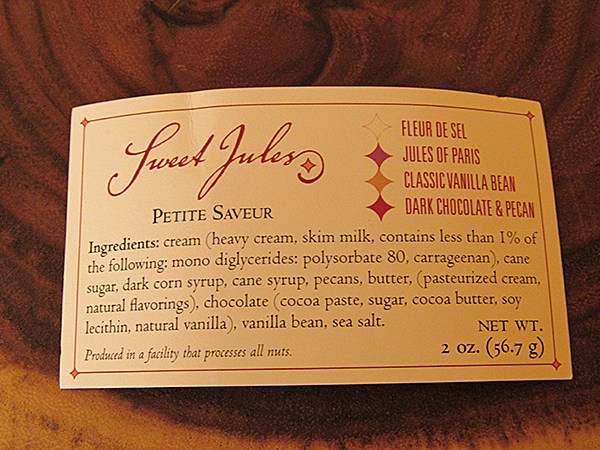 Sweet Jules
PETITE SAVEUR
FLEUR DE SEL
JULES OF PARIS
CLASSIC VANILLA BEAN
DARK CHOCOLATE & PECAN
Ingredients: cream (heavy cream, skim milk, contains less than 1% of
the following: mono diglycerides: polysorbate 80, carrageenan), cane
sugar, dark corn syrup, cane syrup, pecans, butter, (pasteurized cream,
natural flavorings), chocolate (cocoa paste, sugar, cocoa butter, soy
lecithin, natural vanilla), vanilla bean, sea salt.
Produced in a facility that processes all nuts.
NET WT.
2 OZ. (56.7 g)